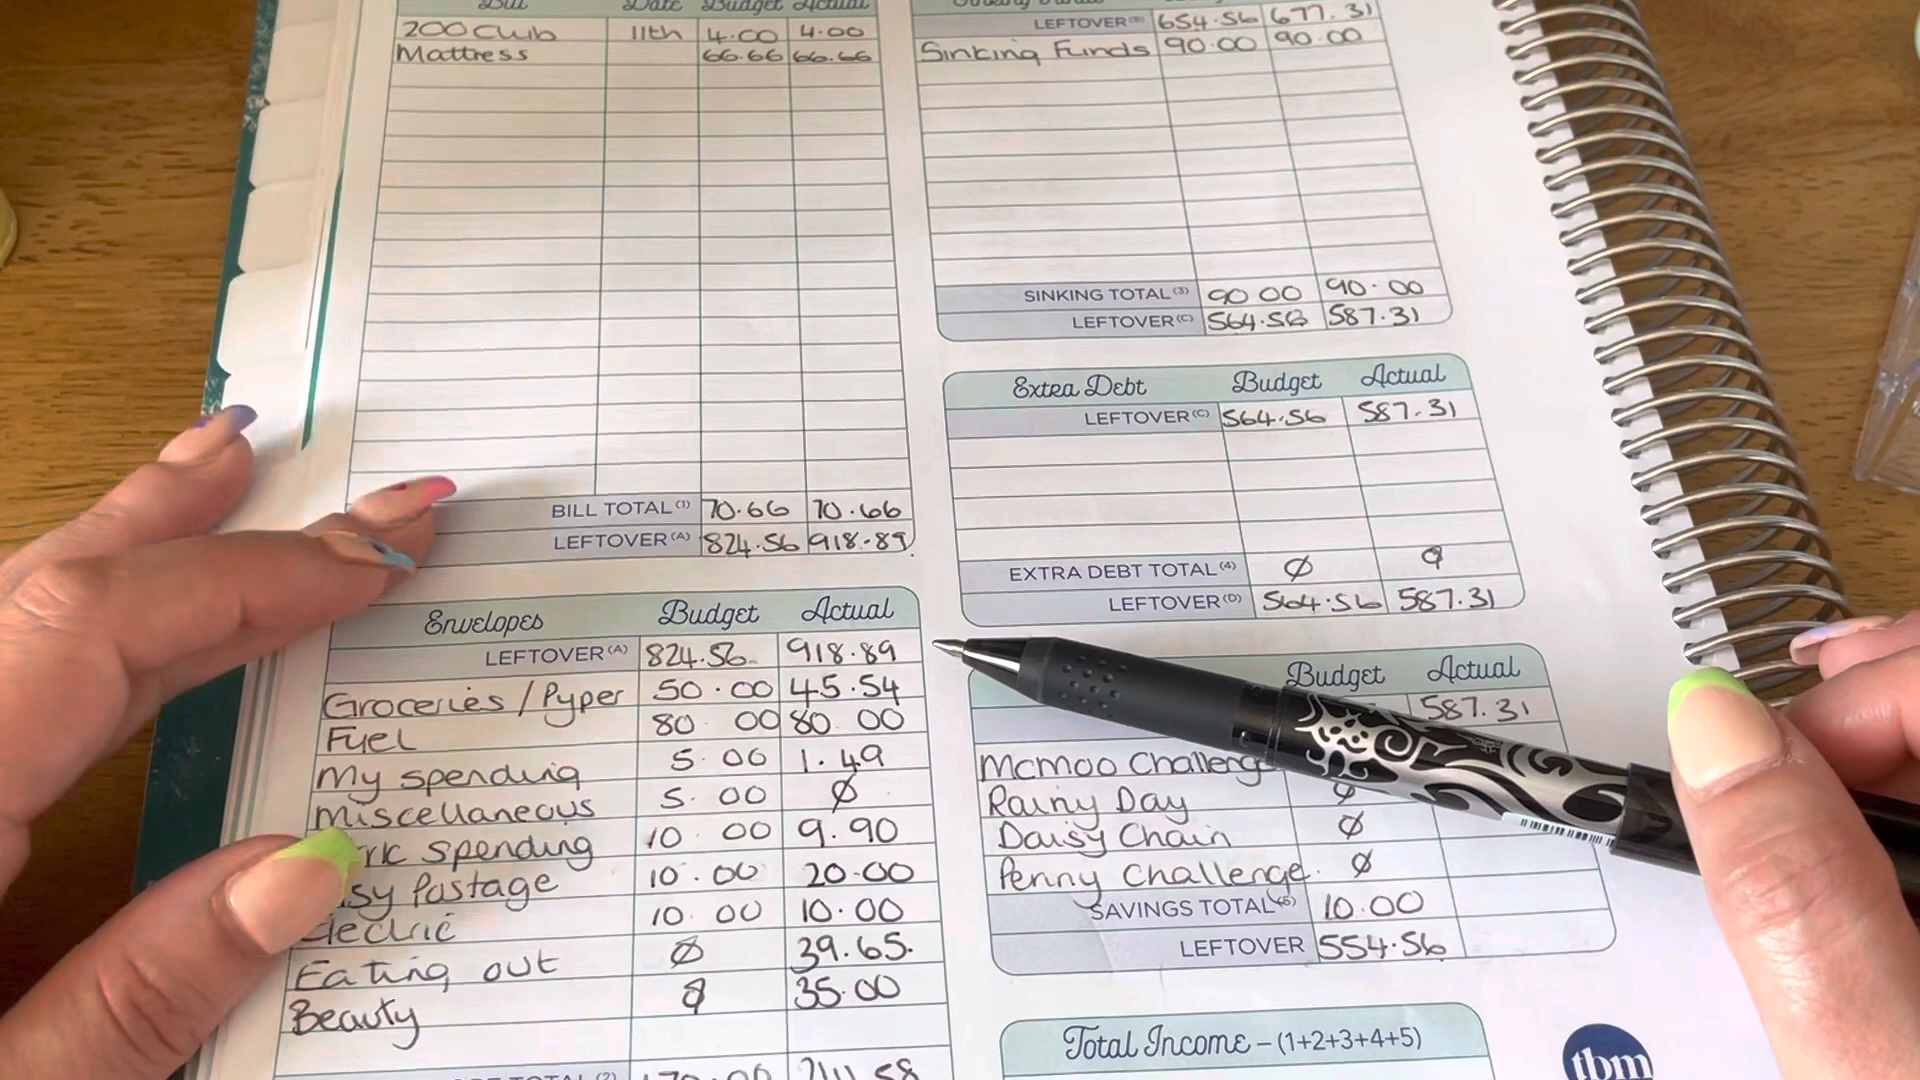 Bill Date Budget Actual
200 Club 11th 4.00 4.00
Mattress 66.66 66.66
BILL TOTAL (1) 70.66 70.66
LEFTOVER (A) 824.56 918.89
Envelopes Budget Actual
LEFTOVER (A) 824.56 918.89
Groceries / Pyper 50.00 45.54
Fuel 80 00 80 00
My spending 5.00 1.49
Miscellaneous 5.00 ∅
spending 10 00 9.90
Postage 10.00 20.00
Electric 10.00 10.00
Eating out ∅ 39.65.
Beauty ∅ 35.00
TOTAL (2) 170.00
LEFTOVER (B) 654.56 677.31
Sinking Funds 90.00 90.00
SINKING TOTAL (3) 90 00 90.00
LEFTOVER (C) 564.56 587.31
Extra Debt Budget Actual
LEFTOVER (C) 564.56 587.31
EXTRA DEBT TOTAL (4) ∅ ∅
LEFTOVER (D) 564.56 587.31
Budget Actual
587.31
Mcmoo Challenge
Rainy Day ∅
Daisy Chain ∅
Penny Challenge. ∅
SAVINGS TOTAL (5) 10.00
LEFTOVER 554.56
Total Income – (1+2+3+4+5)
tbm